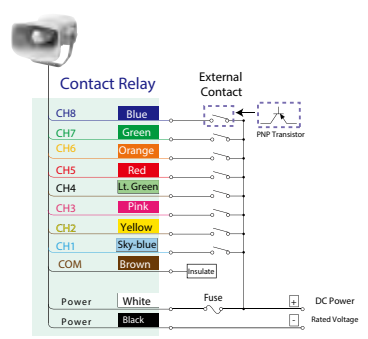 Contact Relay
External
Contact
CH8 Blue
PNP Transistor
CH7 Green
CH6 Orange
CH5 Red
CH4 Lt. Green
CH3 Pink
CH2 Yellow
CH1 Sky-blue
COM Brown
Insulate
Power White Fuse + DC Power
Power Black - Rated Voltage